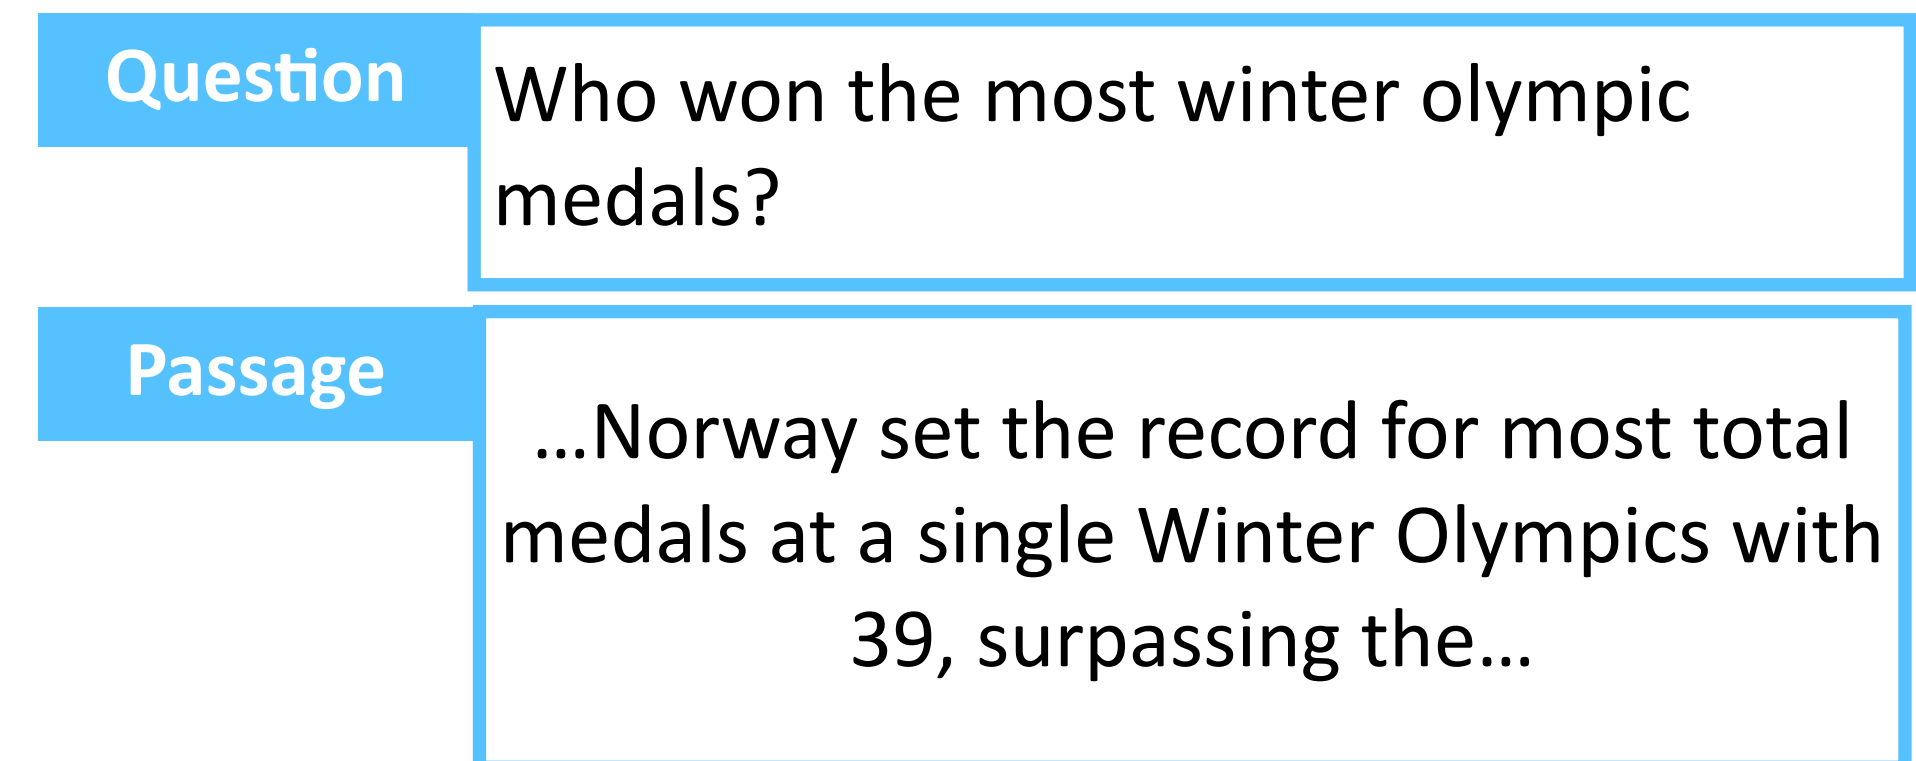 Question
Who won the most winter olympic
medals?
Passage
...Norway set the record for most total
medals at a single Winter Olympics with
39, surpassing the...